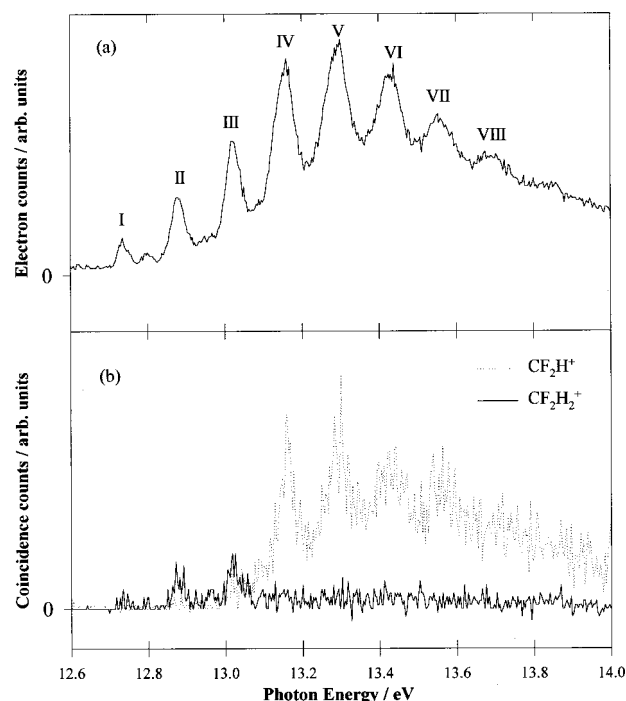 (a)
IV
V
VI
III
VII
VIII
II
I
Electron counts / arb. units
0
(b)
CF₂H⁺
CF₂H₂⁺
Coincidence counts / arb. units
0
12.6 12.8 13.0 13.2 13.4 13.6 13.8 14.0
Photon Energy / eV